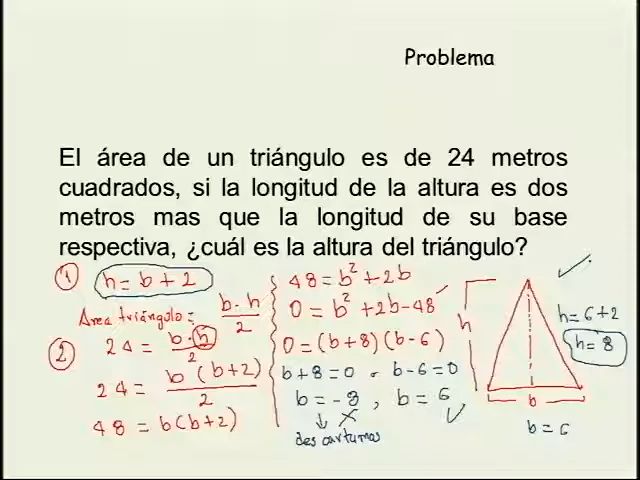 Problema
El área de un triángulo es de 24 metros
cuadrados, si la longitud de la altura es dos
metros mas que la longitud de su base
respectiva, ¿cuál es la altura del triángulo?
① h = b + 2
Area triángulo = b · h / 2
② 24 = b · h / 2
24 = b (b+2) / 2
48 = b(b+2)
48 = b² + 2b
0 = b² + 2b - 48
0 = (b+8) (b-6)
b+8=0 o b-6=0
b = -8 , b = 6
descartamos
h
b
h = 6+2
h = 8
b = 6